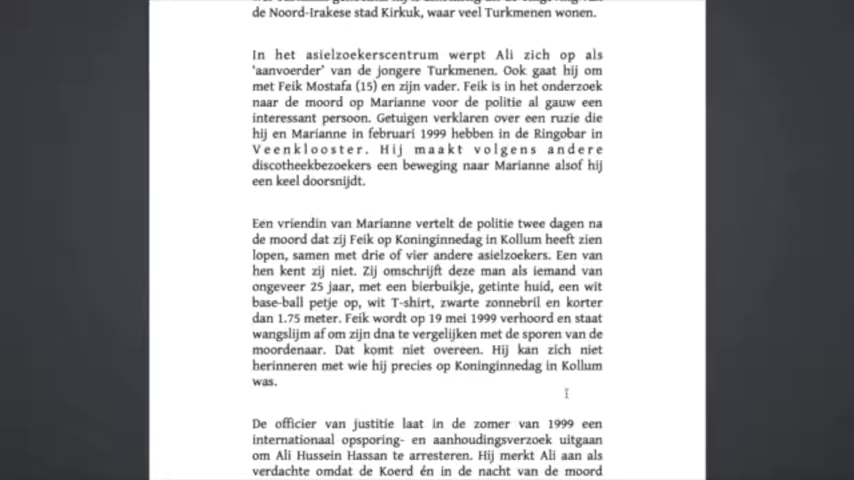 de Noord-Irakese stad Kirkuk, waar veel Turkmenen wonen.
In het asielzoekerscentrum werpt Ali zich op als
'aanvoerder' van de jongere Turkmenen. Ook gaat hij om
met Feik Mostafa (15) en zijn vader. Feik is in het onderzoek
naar de moord op Marianne voor de politie al gauw een
interessant persoon. Getuigen verklaren over een ruzie die
hij en Marianne in februari 1999 hebben in de Ringobar in
Veenklooster. Hij maakt volgens andere
discotheekbezoekers een beweging naar Marianne alsof hij
een keel doorsnijdt.
Een vriendin van Marianne vertelt de politie twee dagen na
de moord dat zij Feik op Koninginnedag in Kollum heeft zien
lopen, samen met drie of vier andere asielzoekers. Een van
hen kent zij niet. Zij omschrijft deze man als iemand van
ongeveer 25 jaar, met een bierbuikje, getinte huid, een wit
base-ball petje op, wit T-shirt, zwarte zonnebril en korter
dan 1.75 meter. Feik wordt op 19 mei 1999 verhoord en staat
wangslijm af om zijn dna te vergelijken met de sporen van de
moordenaar. Dat komt niet overeen. Hij kan zich niet
herinneren met wie hij precies op Koninginnedag in Kollum
was.
De officier van justitie laat in de zomer van 1999 een
internationaal opsporing- en aanhoudingsverzoek uitgaan
om Ali Hussein Hassan te arresteren. Hij merkt Ali aan als
verdachte omdat de Koerd én in de nacht van de moord